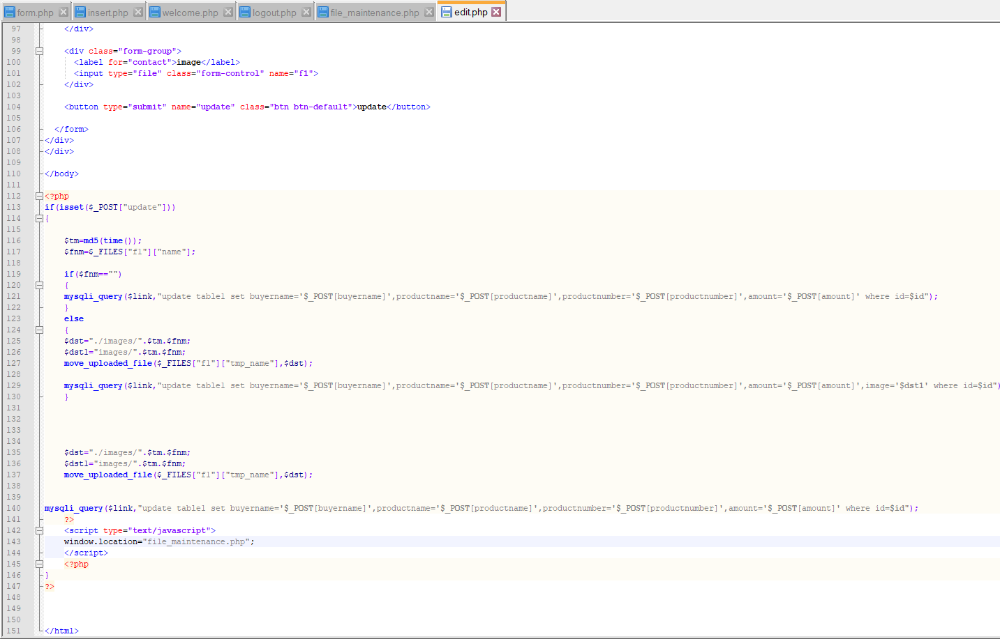 form.php insert.php welcome.php logout.php file_maintenance.php edit.php
97 </div>
98
99 <div class="form-group">
100 <label for="contact">image</label>
101 <input type="file" class="form-control" name="f1">
102 </div>
103
104 <button type="submit" name="update" class="btn btn-default">update</button>
105
106 </form>
107 </div>
108 </div>
109
110 </body>
111
112 <?php
113 if(isset($_POST["update"]))
114 {
115
116 $tm=md5(time());
117 $fnm=$_FILES["f1"]["name"];
118
119 if($fnm=="")
120 {
121 mysqli_query($link,"update table1 set buyername='$_POST[buyername]',productname='$_POST[productname]',productnumber='$_POST[productnumber]',amount='$_POST[amount]' where id=$id");
122 }
123 else
124 {
125 $dst="./images/".$tm.$fnm;
126 $dst1="images/".$tm.$fnm;
127 move_uploaded_file($_FILES["f1"]["tmp_name"],$dst);
128
129 mysqli_query($link,"update table1 set buyername='$_POST[buyername]',productname='$_POST[productname]',productnumber='$_POST[productnumber]',amount='$_POST[amount]',image='$dst1' where id=$id")
130 }
131
132
133
134
135 $dst="./images/".$tm.$fnm;
136 $dst1="images/".$tm.$fnm;
137 move_uploaded_file($_FILES["f1"]["tmp_name"],$dst);
138
139
140 mysqli_query($link,"update table1 set buyername='$_POST[buyername]',productname='$_POST[productname]',productnumber='$_POST[productnumber]',amount='$_POST[amount]' where id=$id");
141 ?>
142 <script type="text/javascript">
143 window.location="file_maintenance.php";
144 </script>
145 <?php
146 }
147 ?>
148
149
150
151 </html>